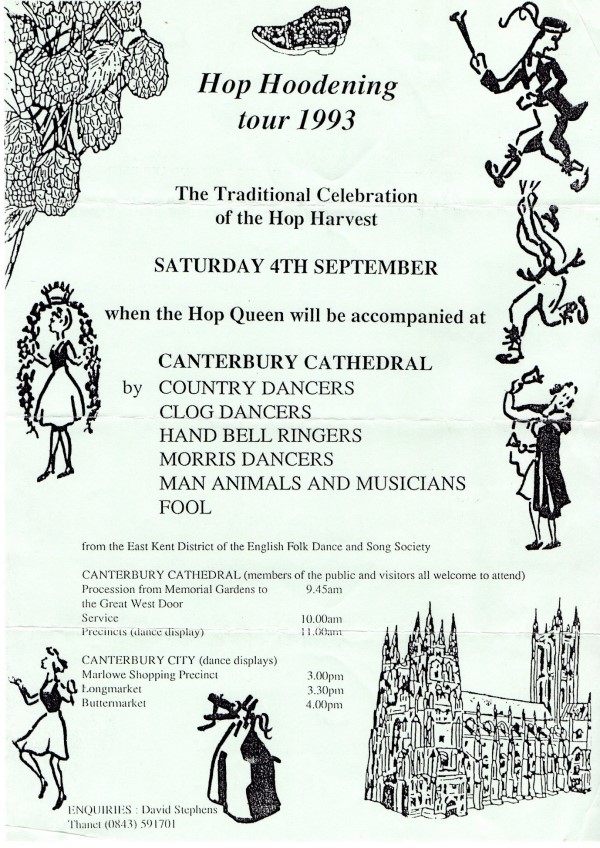 Hop Hoodening
tour 1993
The Traditional Celebration
of the Hop Harvest
SATURDAY 4TH SEPTEMBER
when the Hop Queen will be accompanied at
CANTERBURY CATHEDRAL
by COUNTRY DANCERS
CLOG DANCERS
HAND BELL RINGERS
MORRIS DANCERS
MAN ANIMALS AND MUSICIANS
FOOL
from the East Kent District of the English Folk Dance and Song Society
CANTERBURY CATHEDRAL (members of the public and visitors all welcome to attend)
Procession from Memorial Gardens to 9.45am
the Great West Door
Service 10.00am
Precincts (dance display) 11.00am
CANTERBURY CITY (dance displays)
Marlowe Shopping Precinct 3.00pm
Longmarket 3.30pm
Buttermarket 4.00pm
ENQUIRIES : David Stephens
Thanet (0843) 591701